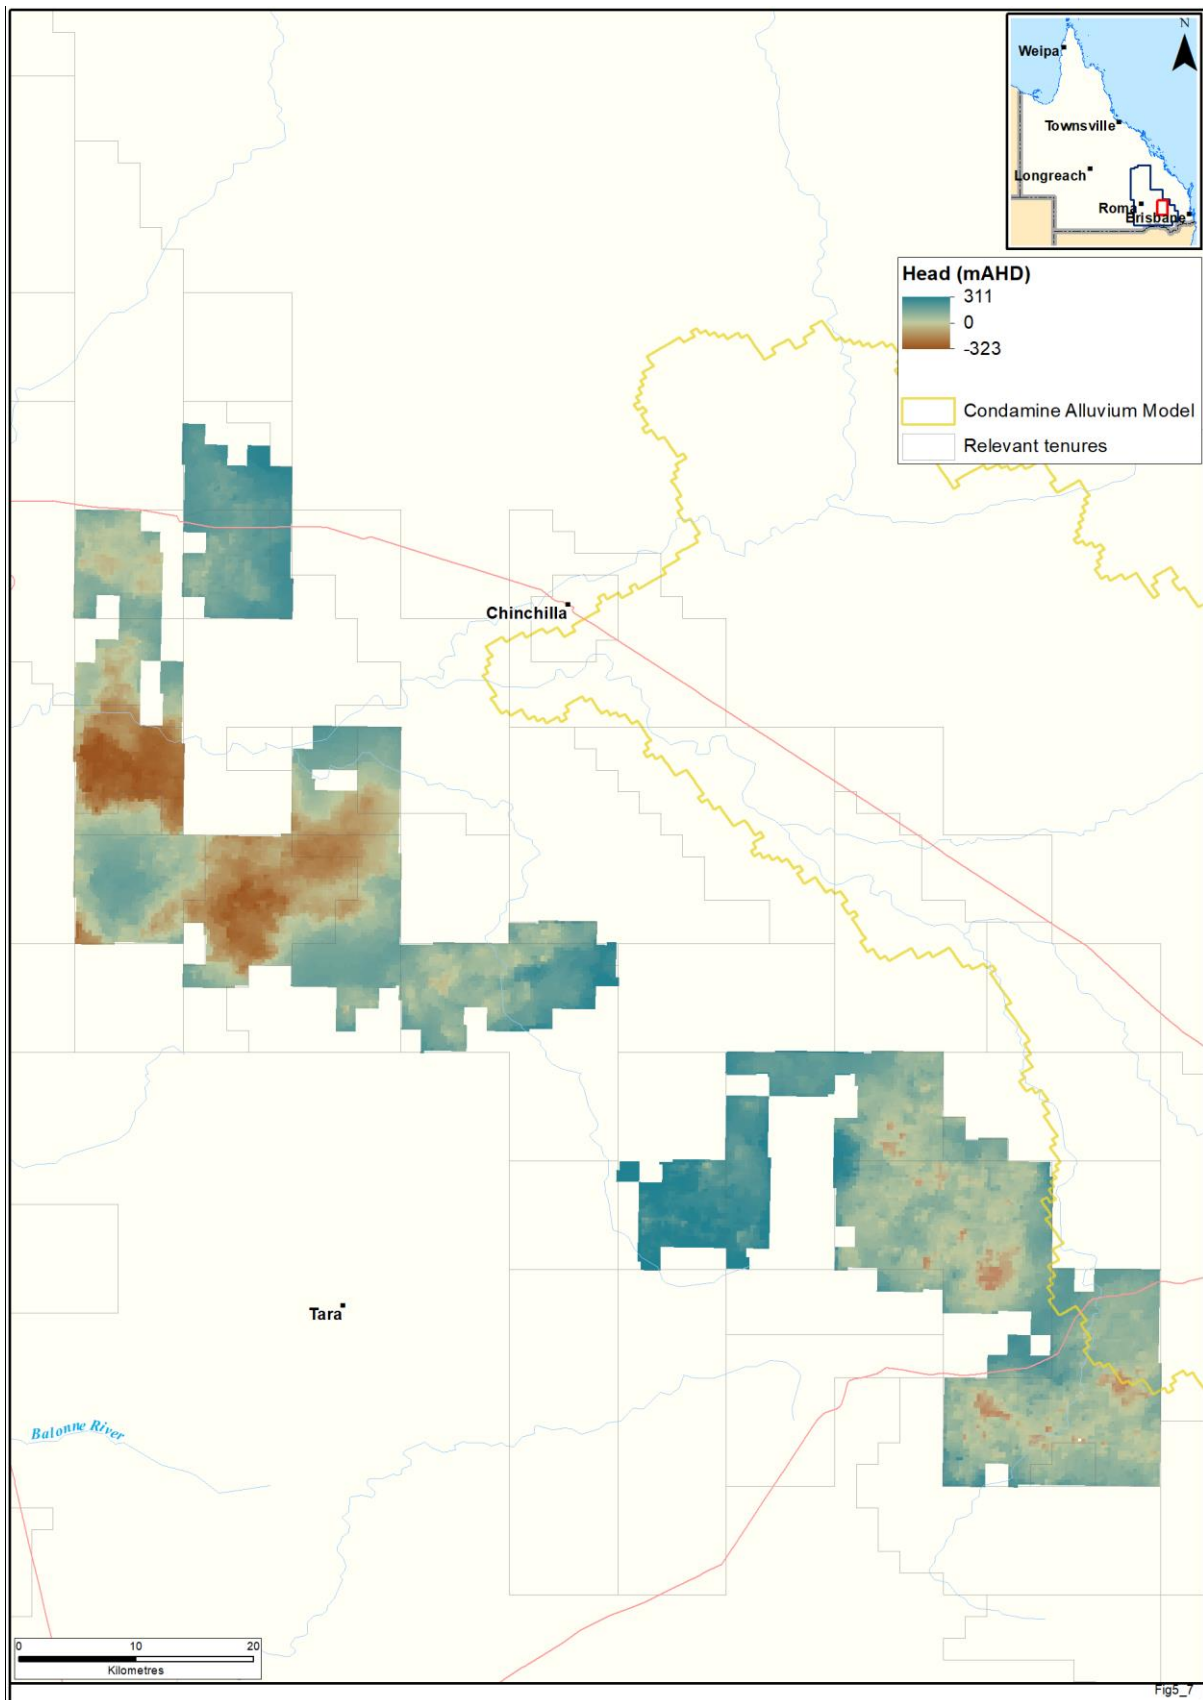 N
Weipa
Townsville
Longreach
Roma
Brisbane
Head (mAHD)
311
0
-323
Condamine Alluvium Model
Relevant tenures
Chinchilla
Tara
Balonne River
0 10 20
Kilometres
Fig5_7